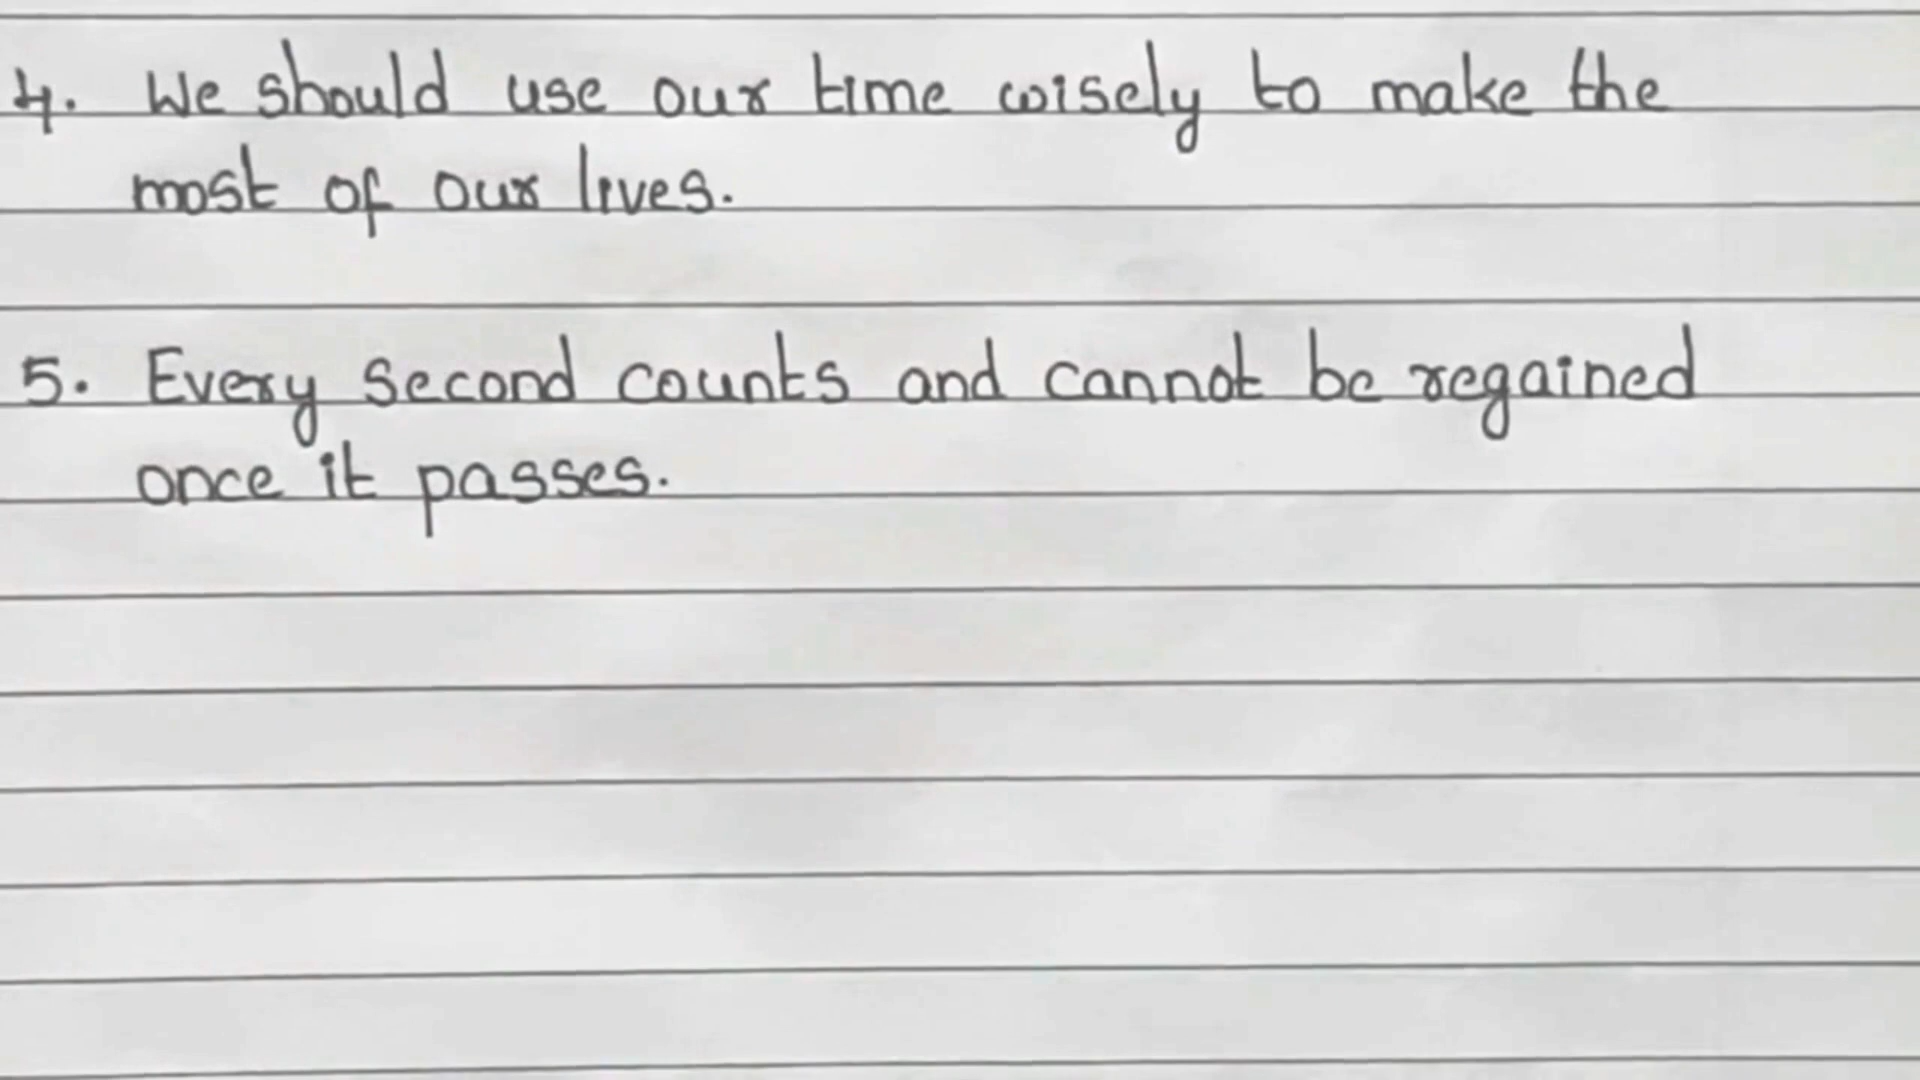 4. We should use our time wisely to make the
most of our lives.
5. Every second counts and cannot be regained
once it passes.